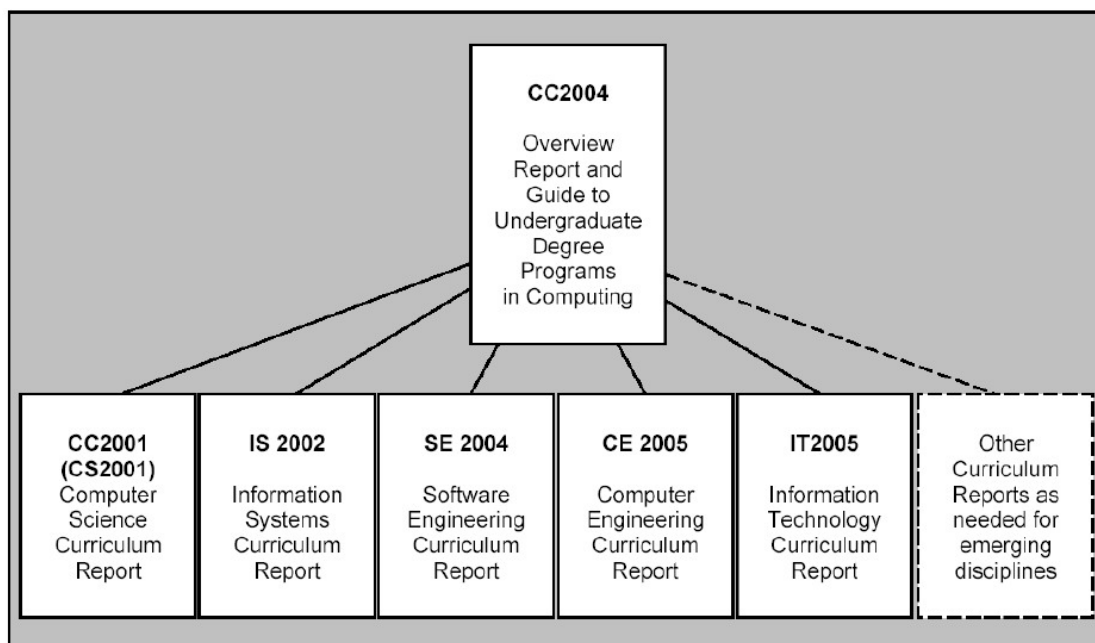 CC2004
Overview
Report and
Guide to
Undergraduate
Degree
Programs
in Computing
CC2001
(CS2001)
Computer
Science
Curriculum
Report
IS 2002
Information
Systems
Curriculum
Report
SE 2004
Software
Engineering
Curriculum
Report
CE 2005
Computer
Engineering
Curriculum
Report
IT2005
Information
Technology
Curriculum
Report
Other
Curriculum
Reports as
needed for
emerging
disciplines